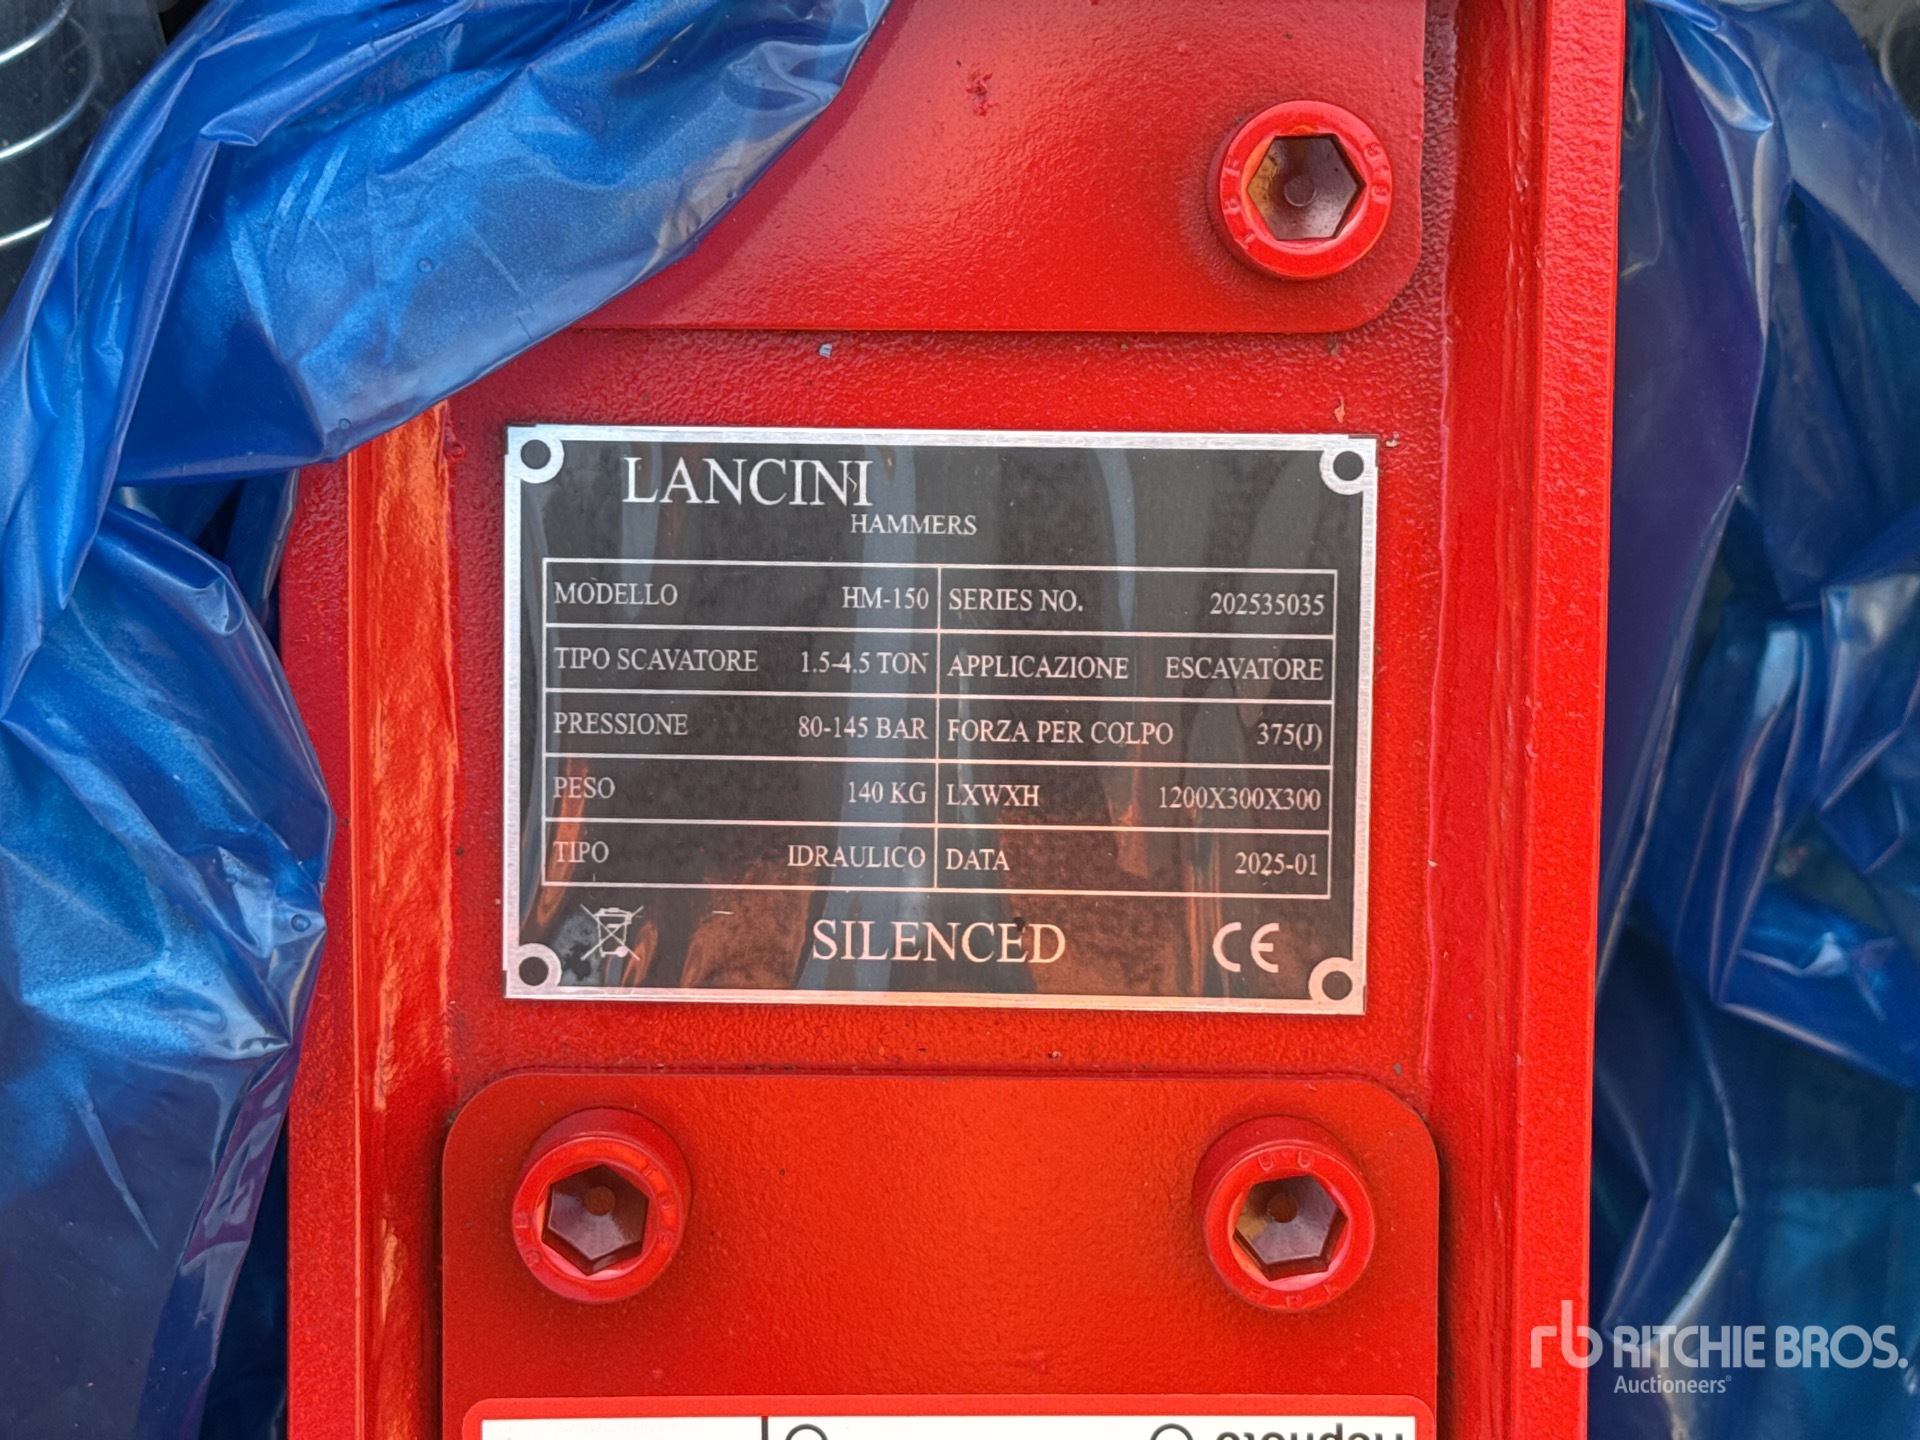 LANCINI
HAMMERS
MODELLO HM-150 SERIES NO. 202535035
TIPO SCAVATORE 1.5-4.5 TON APPLICAZIONE ESCAVATORE
PRESSIONE 80-145 BAR FORZA PER COLPO 375(J)
PESO 140 KG LXWXH 1200X300X300
TIPO IDRAULICO DATA 2025-01
SILENCED CE
rb RITCHIE BROS.
Auctioneers